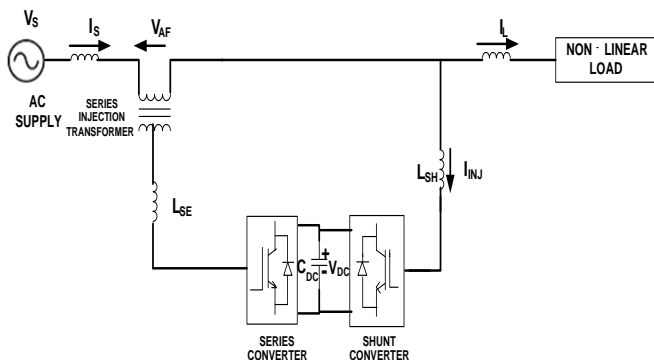 VS
IS
VAF
IL
AC
SUPPLY
SERIES
INJECTION
TRANSFORMER
NON - LINEAR
LOAD
LSE
LSH
IINJ
CDC
+
-
VDC
SERIES
CONVERTER
SHUNT
CONVERTER